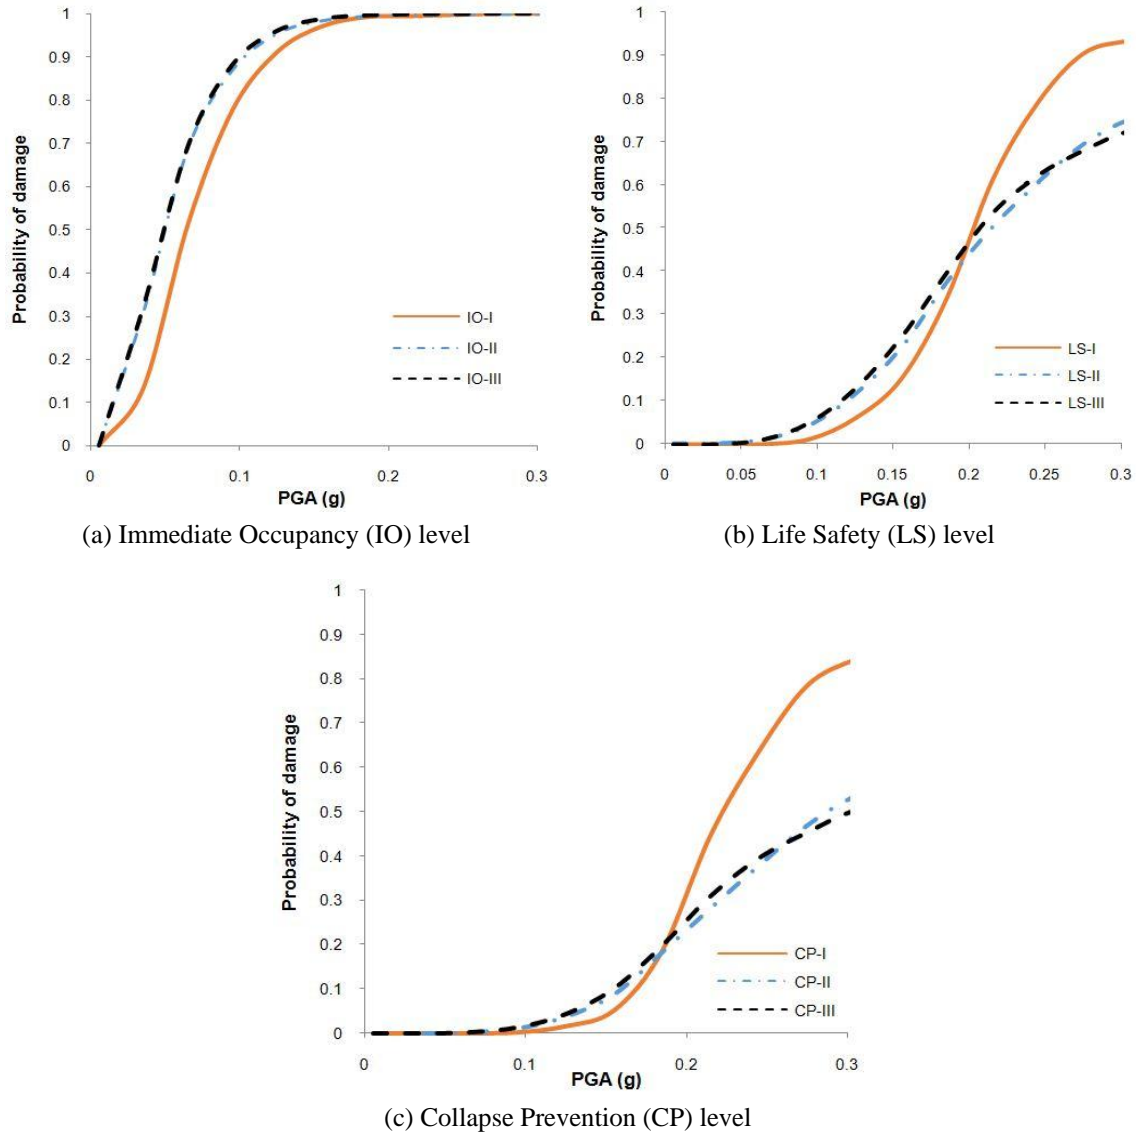 1
0.9
0.8
0.7
0.6
0.5
0.4
0.3
0.2
0.1
0
Probability of damage
IO-I
IO-II
IO-III
0 0.1 0.2 0.3
PGA (g)
(a) Immediate Occupancy (IO) level
1
0.9
0.8
0.7
0.6
0.5
0.4
0.3
0.2
0.1
0
Probability of damage
LS-I
LS-II
LS-III
0 0.05 0.1 0.15 0.2 0.25 0.3
PGA (g)
(b) Life Safety (LS) level
1
0.9
0.8
0.7
0.6
0.5
0.4
0.3
0.2
0.1
0
Probability of damage
CP-I
CP-II
CP-III
0 0.1 0.2 0.3
PGA (g)
(c) Collapse Prevention (CP) level